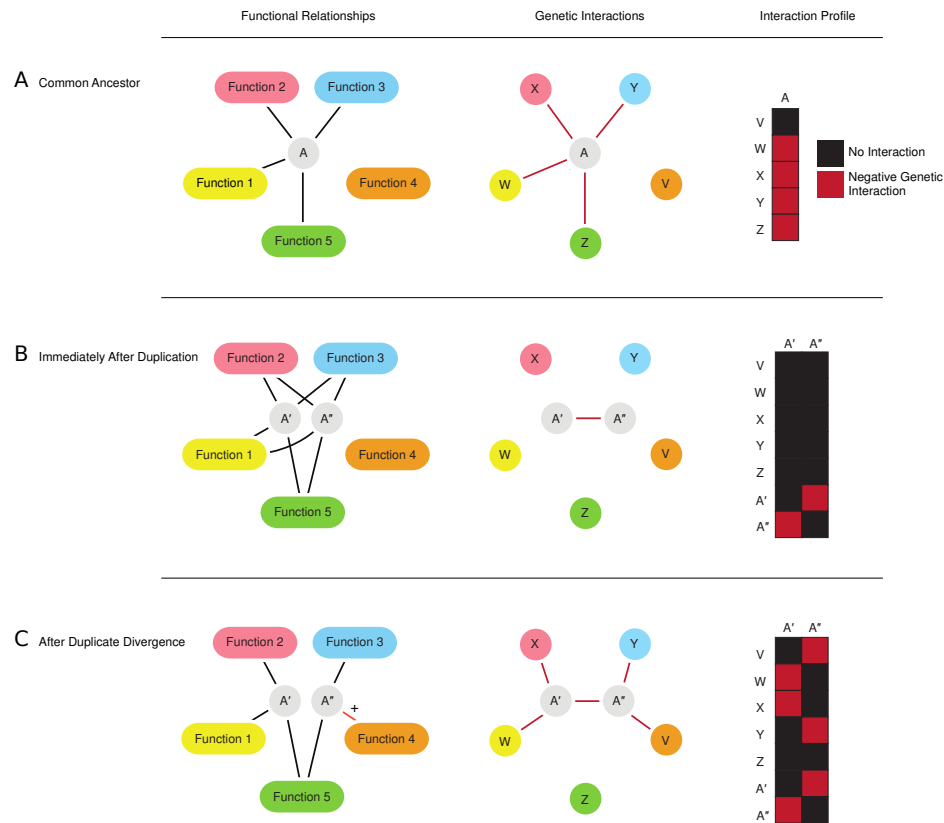 Functional Relationships
Genetic Interactions
Interaction Profile
A Common Ancestor
Function 2
Function 3
A
Function 1
Function 4
Function 5
X
Y
A
W
V
Z
A
V
W
X
Y
Z
No Interaction
Negative Genetic
Interaction
B Immediately After Duplication
Function 2
Function 3
A′
A″
Function 1
Function 4
Function 5
X
Y
A′
A″
W
V
Z
A′ A″
V
W
X
Y
Z
A′
A″
C After Duplicate Divergence
Function 2
Function 3
A′
A″
+
Function 1
Function 4
Function 5
X
Y
A′
A″
W
V
Z
A′ A″
V
W
X
Y
Z
A′
A″